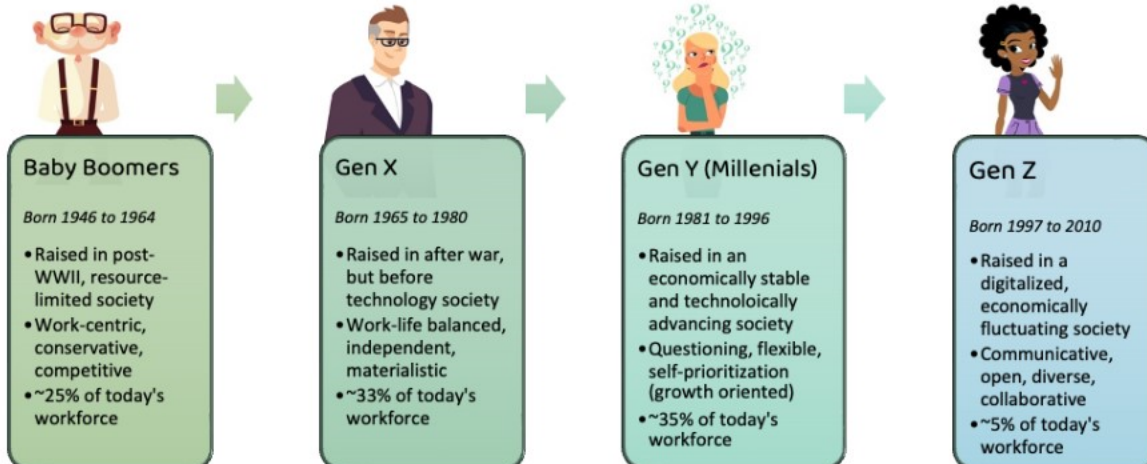 Baby Boomers
Born 1946 to 1964
•Raised in post-
WWII, resource-
limited society
•Work-centric,
conservative,
competitive
•~25% of today's
workforce
Gen X
Born 1965 to 1980
•Raised in after war,
but before
technology society
•Work-life balanced,
independent,
materialistic
•~33% of today's
workforce
Gen Y (Millenials)
Born 1981 to 1996
•Raised in an
economically stable
and technoloically
advancing society
•Questioning, flexible,
self-prioritization
(growth oriented)
•~35% of today's
workforce
Gen Z
Born 1997 to 2010
•Raised in a
digitalized,
economically
fluctuating society
•Communicative,
open, diverse,
collaborative
•~5% of today's
workforce